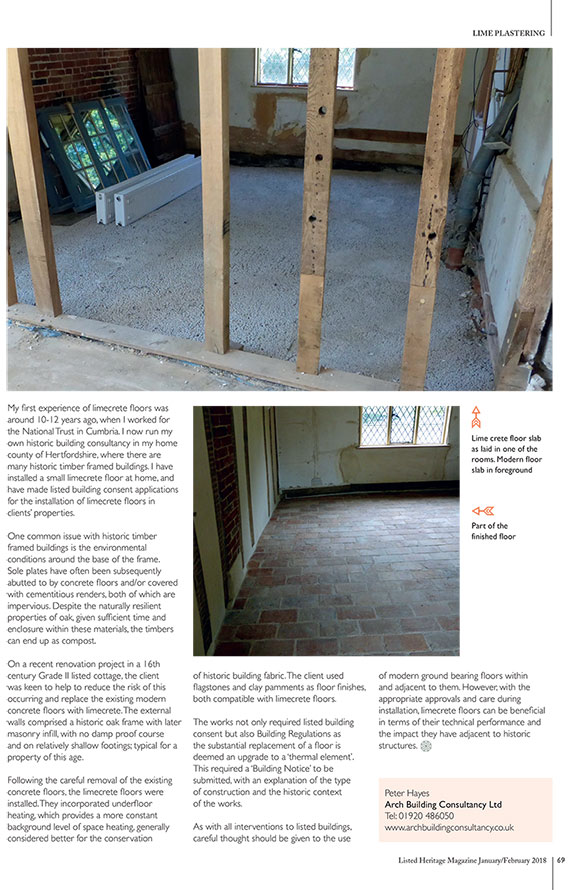 LIME PLASTERING
My first experience of limecrete floors was
around 10-12 years ago, when I worked for
the National Trust in Cumbria. I now run my
own historic building consultancy in my home
county of Hertfordshire, where there are
many historic timber framed buildings. I have
installed a small limecrete floor at home, and
have made listed building consent applications
for the installation of limecrete floors in
clients' properties.
One common issue with historic timber
framed buildings is the environmental
conditions around the base of the frame.
Sole plates have often been subsequently
abutted to by concrete floors and/or covered
with cementitious renders, both of which are
impervious. Despite the naturally resilient
properties of oak, given sufficient time and
enclosure within these materials, the timbers
can end up as compost.
On a recent renovation project in a 16th
century Grade II listed cottage, the client
was keen to help to reduce the risk of this
occurring and replace the existing modern
concrete floors with limecrete. The external
walls comprised a historic oak frame with later
masonry infill, with no damp proof course
and on relatively shallow footings; typical for a
property of this age.
Following the careful removal of the existing
concrete floors, the limecrete floors were
installed. They incorporated underfloor
heating, which provides a more constant
background level of space heating, generally
considered better for the conservation
Lime crete floor slab
as laid in one of the
rooms. Modern floor
slab in foreground
Part of the
finished floor
of historic building fabric. The client used
flagstones and clay pamments as floor finishes,
both compatible with limecrete floors.
The works not only required listed building
consent but also Building Regulations as
the substantial replacement of a floor is
deemed an upgrade to a 'thermal element'.
This required a 'Building Notice' to be
submitted, with an explanation of the type
of construction and the historic context
of the works.
As with all interventions to listed buildings,
careful thought should be given to the use
of modern ground bearing floors within
and adjacent to them. However, with the
appropriate approvals and care during
installation, limecrete floors can be beneficial
in terms of their technical performance and
the impact they have adjacent to historic
structures.
Peter Hayes
Arch Building Consultancy Ltd
Tel: 01920 486050
www.archbuildingconsultancy.co.uk
Listed Heritage Magazine January/February 2018 69